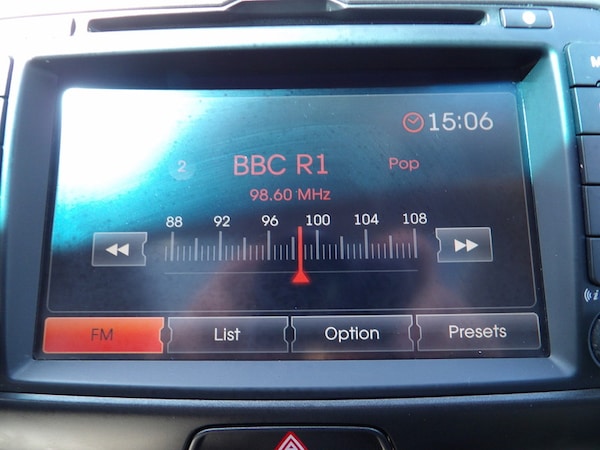 15:06
2 BBC R1 Pop
98.60 MHz
88 92 96 100 104 108
FM List Option Presets